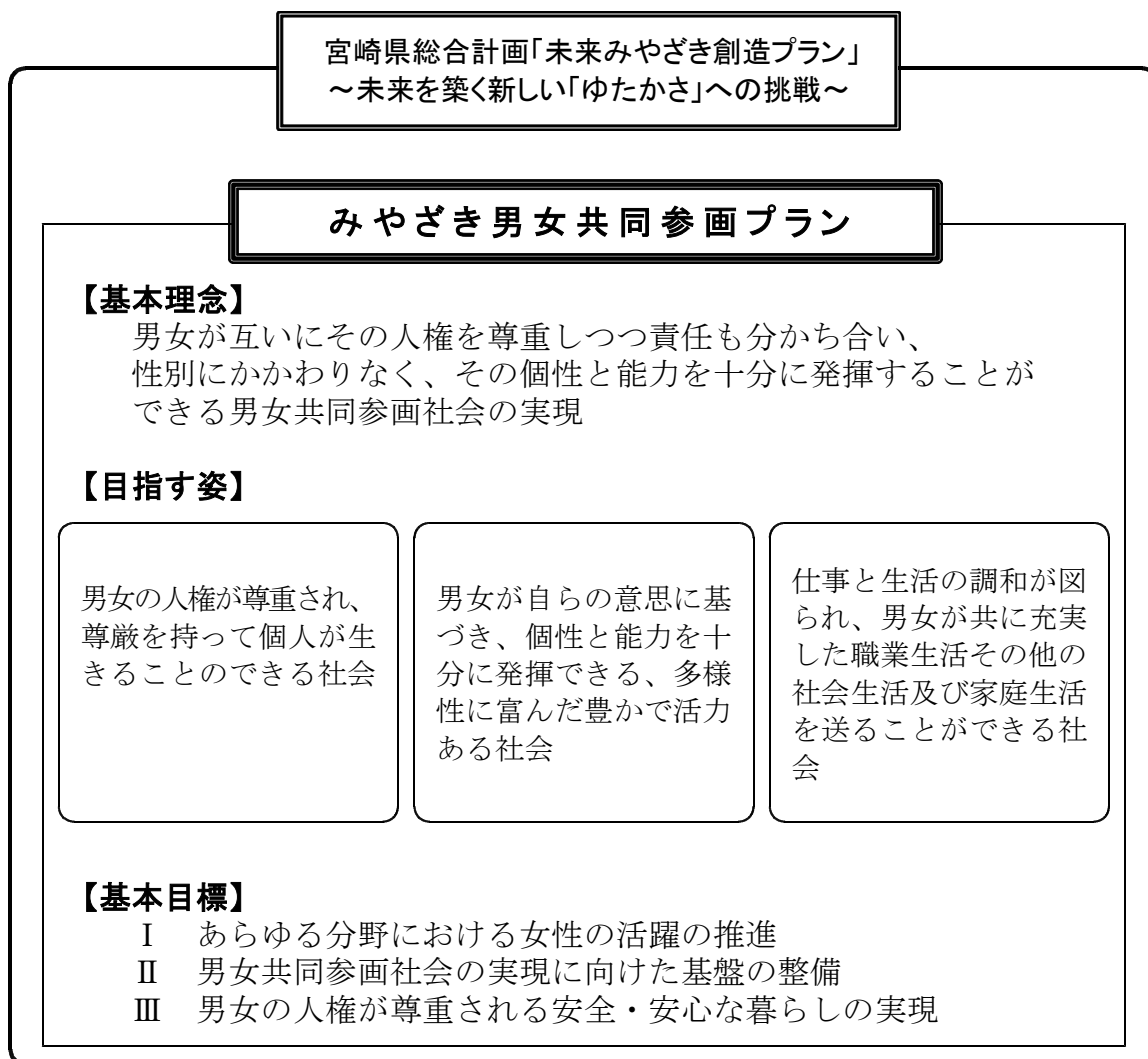 宮崎県総合計画「未来みやざき創造プラン」
～未来を築く新しい「ゆたかさ」への挑戦～
みやざき男女共同参画プラン
【基本理念】
男女が互いにその人権を尊重しつつ責任も分かち合い、
性別にかかわりなく、その個性と能力を十分に発揮することが
できる男女共同参画社会の実現
【目指す姿】
男女の人権が尊重され、
尊厳を持って個人が生
きることのできる社会
男女が自らの意思に基
づき、個性と能力を十
分に発揮できる、多様
性に富んだ豊かで活力
ある社会
仕事と生活の調和が図
られ、男女が共に充実
した職業生活その他の
社会生活及び家庭生活
を送ることができる社
会
【基本目標】
Ⅰ　あらゆる分野における女性の活躍の推進
Ⅱ　男女共同参画社会の実現に向けた基盤の整備
Ⅲ　男女の人権が尊重される安全・安心な暮らしの実現